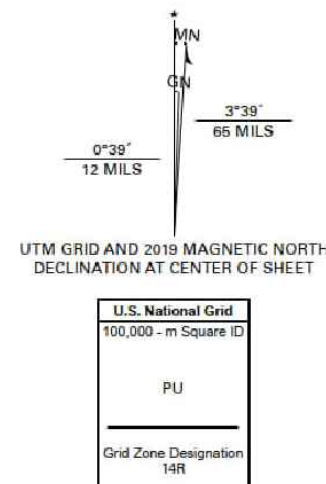 ★
MN
GN
3°39´
65 MILS
0°39´
12 MILS
UTM GRID AND 2019 MAGNETIC NORTH
DECLINATION AT CENTER OF SHEET
U.S. National Grid
100,000 - m Square ID
PU
Grid Zone Designation
14R